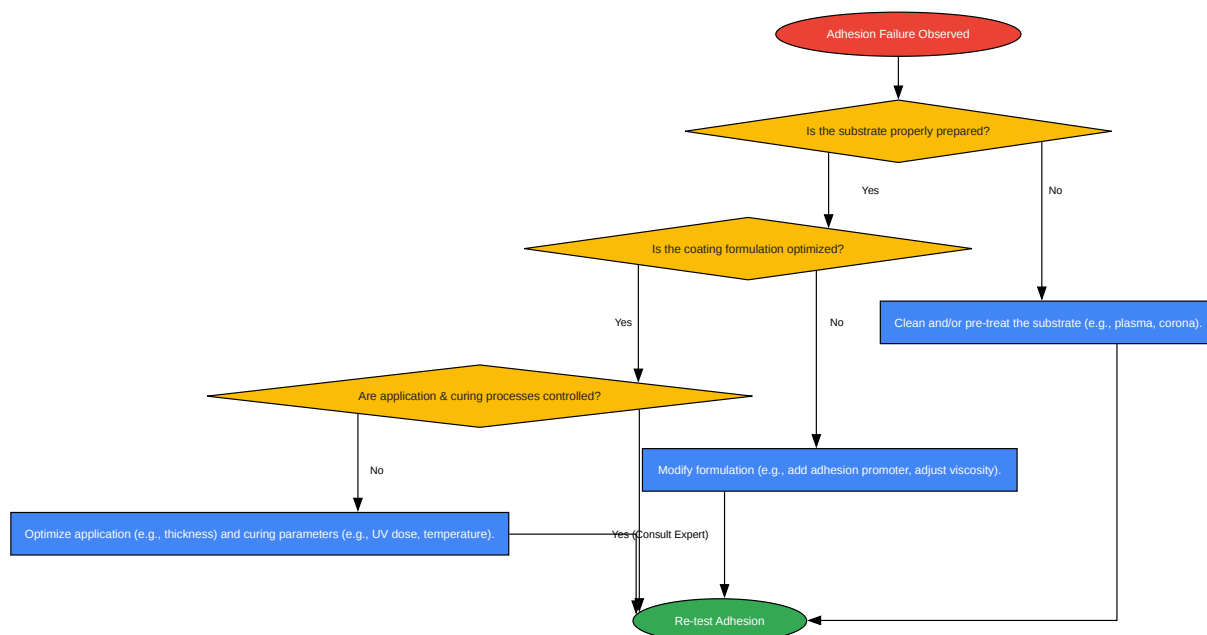 Adhesion Failure Observed
Is the substrate properly prepared?
Yes
No
Is the coating formulation optimized?
Yes
No
Clean and/or pre-treat the substrate (e.g., plasma, corona).
Are application & curing processes controlled?
No
Modify formulation (e.g., add adhesion promoter, adjust viscosity).
Optimize application (e.g., thickness) and curing parameters (e.g., UV dose, temperature).
Yes (Consult Expert)
Re-test Adhesion